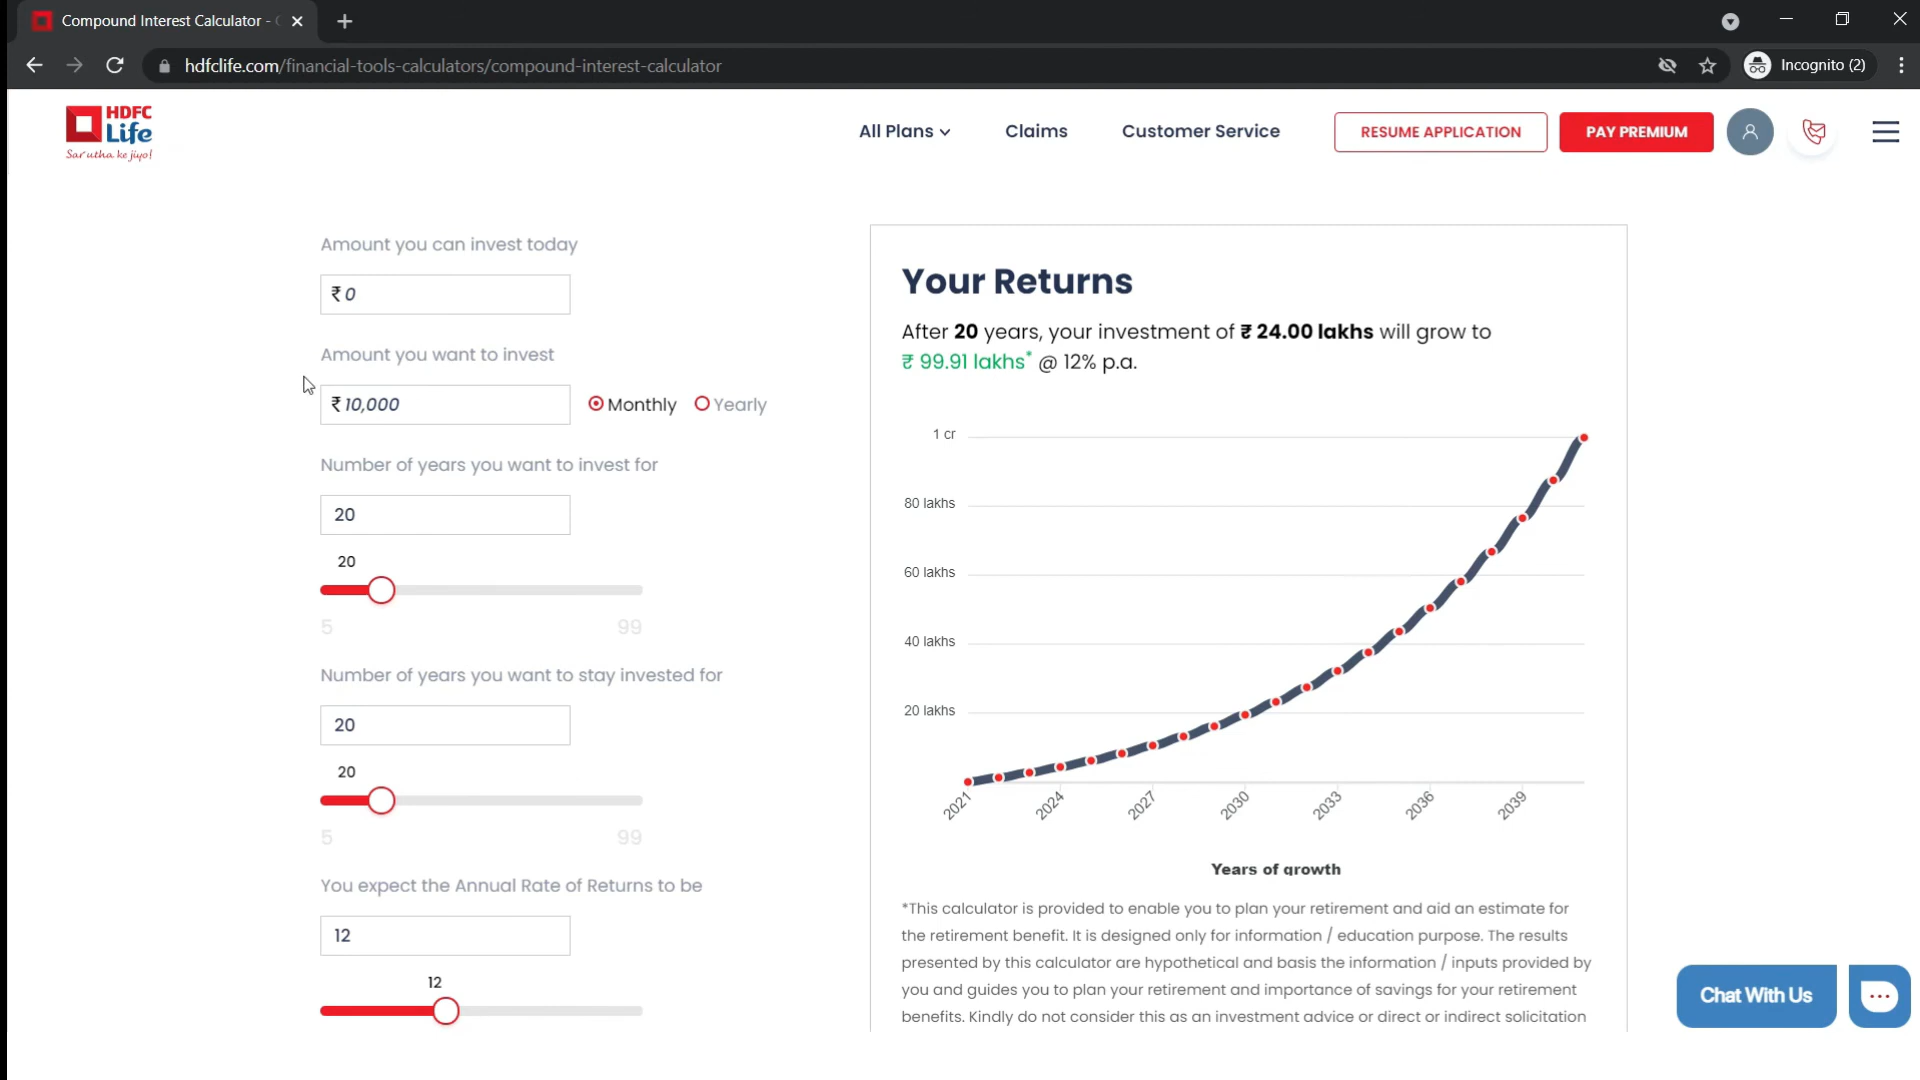 Compound Interest Calculator -
hdfclife.com/financial-tools-calculators/compound-interest-calculator
Incognito (2)
HDFC
Life
Sar utha ke jiyo!
All Plans
Claims
Customer Service
RESUME APPLICATION
PAY PREMIUM
Amount you can invest today
₹ 0
Amount you want to invest
₹ 10,000
Monthly
Yearly
Number of years you want to invest for
20
20
5
99
Number of years you want to stay invested for
20
20
5
99
You expect the Annual Rate of Returns to be
12
12
Your Returns
After 20 years, your investment of ₹ 24.00 lakhs will grow to
₹ 99.91 lakhs* @ 12% p.a.
1 cr
80 lakhs
60 lakhs
40 lakhs
20 lakhs
2021
2024
2027
2030
2033
2036
2039
Years of growth
*This calculator is provided to enable you to plan your retirement and aid an estimate for
the retirement benefit. It is designed only for information / education purpose. The results
presented by this calculator are hypothetical and basis the information / inputs provided by
you and guides you to plan your retirement and importance of savings for your retirement
benefits. Kindly do not consider this as an investment advice or direct or indirect solicitation
Chat With Us